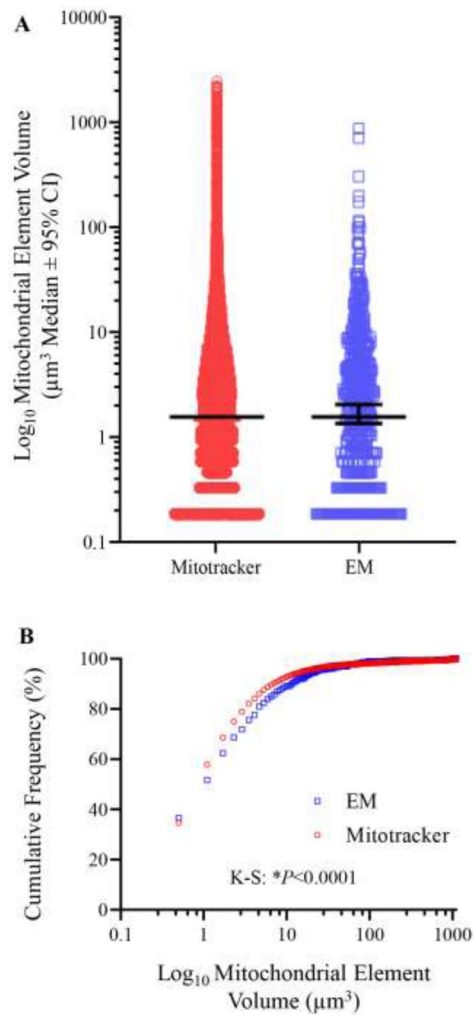 A
Log10 Mitochondrial Element Volume
(μm³ Median ± 95% CI)
10000
1000
100
10
1
0.1
Mitotracker
EM
B
Cumulative Frequency (%)
100
80
60
40
20
0
EM
Mitotracker
K-S: *P<0.0001
0.1
1
10
100
1000
Log10 Mitochondrial Element
Volume (μm³)